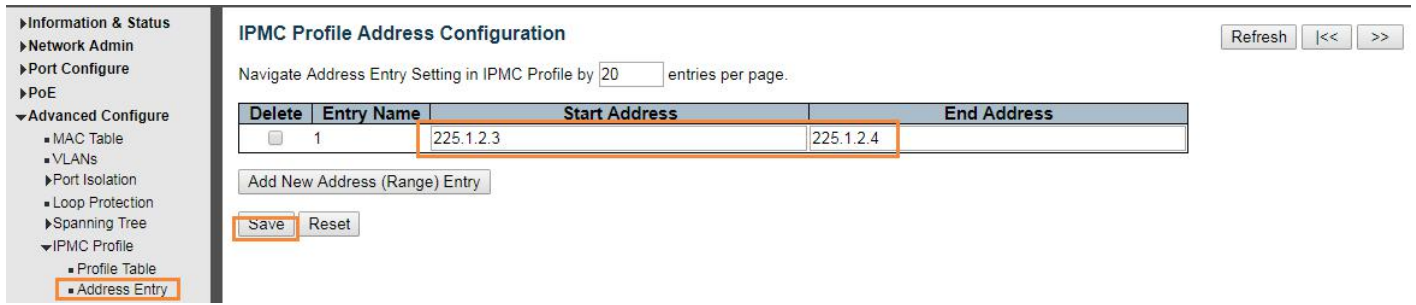 ▸Information & Status
▸Network Admin
▸Port Configure
▸PoE
▾Advanced Configure
▪ MAC Table
▪ VLANs
▸Port Isolation
▪ Loop Protection
▸Spanning Tree
▾IPMC Profile
▪ Profile Table
▪ Address Entry
IPMC Profile Address Configuration
Refresh |<< >>
Navigate Address Entry Setting in IPMC Profile by 20 entries per page.
Delete Entry Name Start Address End Address
1 225.1.2.3 225.1.2.4
Add New Address (Range) Entry
Save Reset